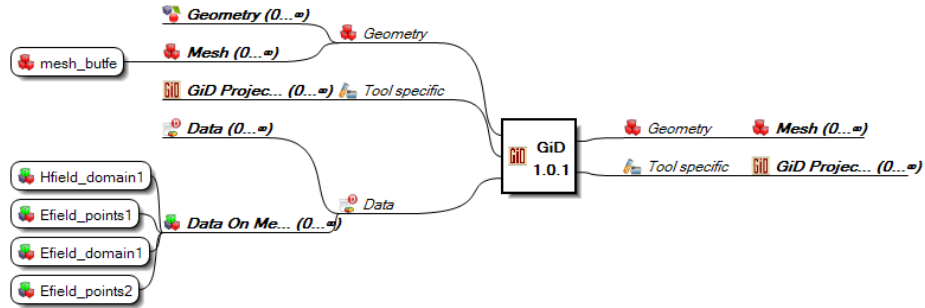 Geometry (0...∞)
Geometry
mesh_butfe
Mesh (0...∞)
GiD Projec... (0...∞)
Tool specific
Data (0...∞)
GiD
1.0.1
Geometry
Mesh (0...∞)
Tool specific
GiD Projec... (0...∞)
Hfield_domain1
Efield_points1
Data On Me... (0...∞)
Data
Efield_domain1
Efield_points2